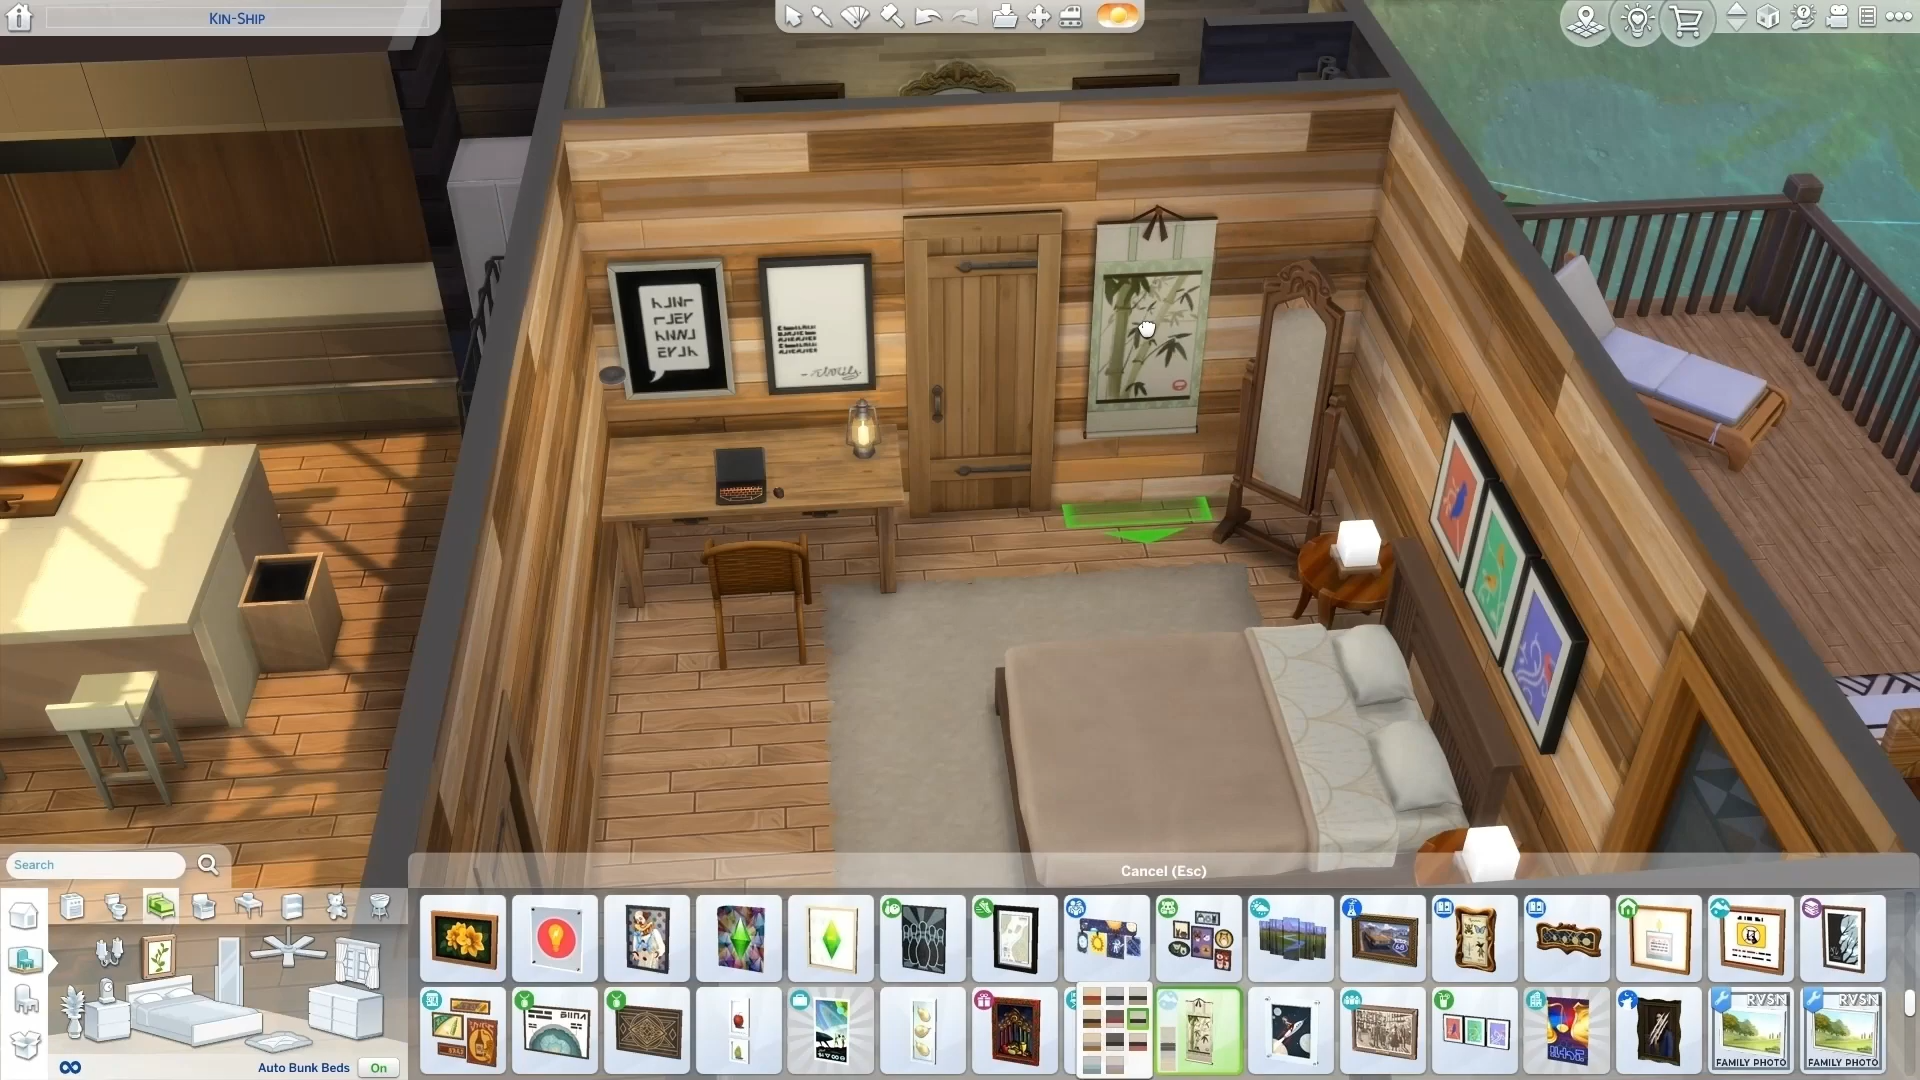 Kin-Ship
Search
Cancel (Esc)
Auto Bunk Beds
On
RVSN
FAMILY PHOTO
RVSN
FAMILY PHOTO